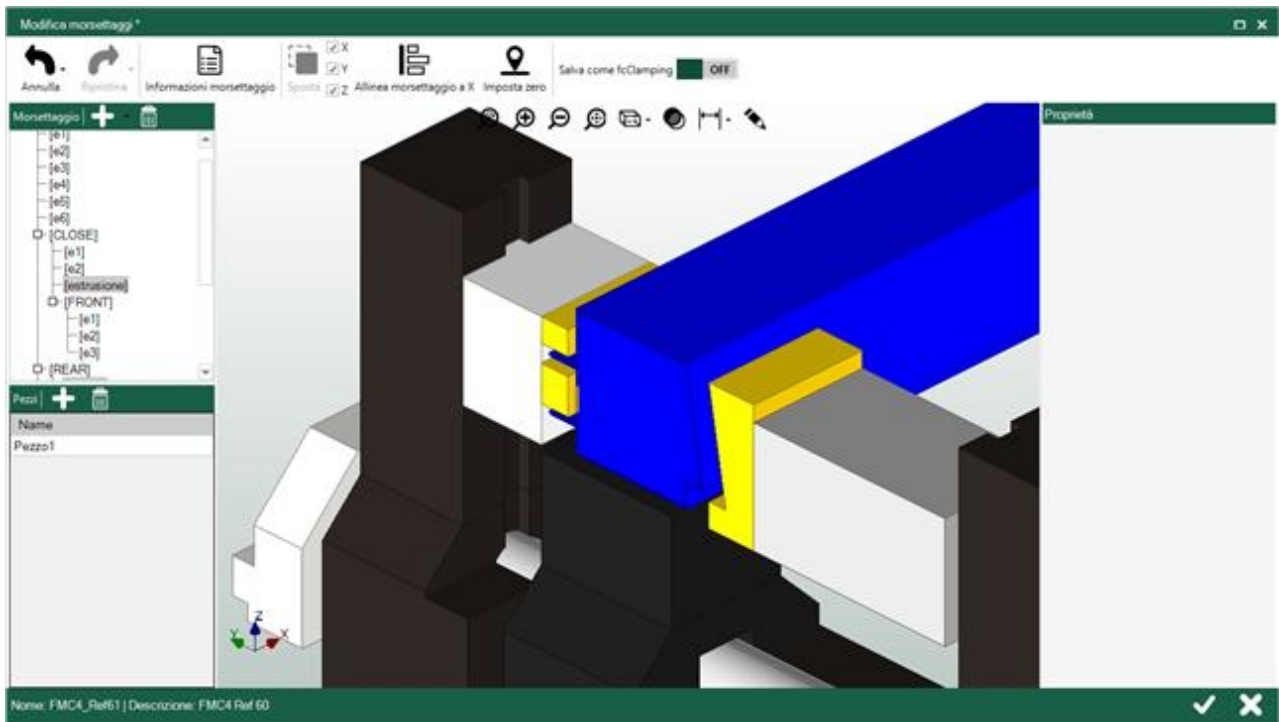 Modifica morsettaggi *
X
Y
Z
Annulla
Ripristina
Informazioni morsettaggio
Sposta
Allinea morsettaggio a X
Imposta zero
Salva come fcClamping
OFF
Morsettaggio
[e1]
[e2]
[e3]
[e4]
[e5]
[e6]
[CLOSE]
[e1]
[e2]
[estrusione]
[FRONT]
[e1]
[e2]
[e3]
[REAR]
Pezzi
Name
Pezzo1
Proprietà
Z
Y
X
Nome: FMC4_Ref61 | Descrizione: FMC4 Ref 60